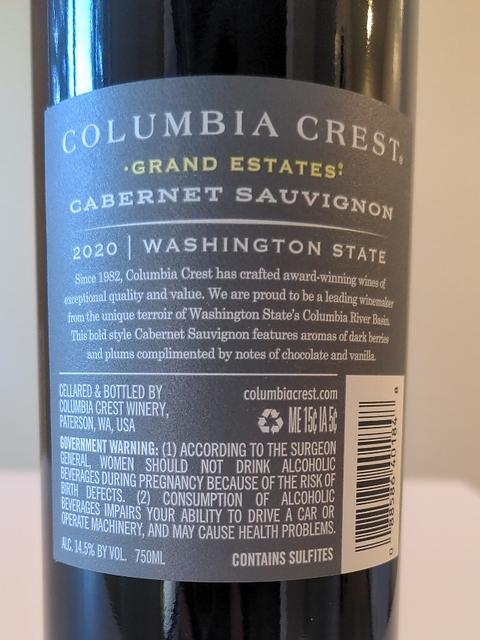 COLUMBIA CREST®
·GRAND ESTATES·
CABERNET SAUVIGNON
2020 | WASHINGTON STATE
Since 1982, Columbia Crest has crafted award-winning wines of
exceptional quality and value. We are proud to be a leading winemaker
from the unique terroir of Washington State's Columbia River Basin.
This bold style Cabernet Sauvignon features aromas of dark berries
and plums complimented by notes of chocolate and vanilla.
CELLARED & BOTTLED BY
COLUMBIA CREST WINERY,
PATERSON, WA, USA
columbiacrest.com
ME 15¢ IA 5¢
GOVERNMENT WARNING: (1) ACCORDING TO THE SURGEON
GENERAL, WOMEN SHOULD NOT DRINK ALCOHOLIC
BEVERAGES DURING PREGNANCY BECAUSE OF THE RISK OF
BIRTH DEFECTS. (2) CONSUMPTION OF ALCOHOLIC
BEVERAGES IMPAIRS YOUR ABILITY TO DRIVE A CAR OR
OPERATE MACHINERY, AND MAY CAUSE HEALTH PROBLEMS.
ALC. 14.5% BY VOL. 750ML
CONTAINS SULFITES
0 88586 40184 8